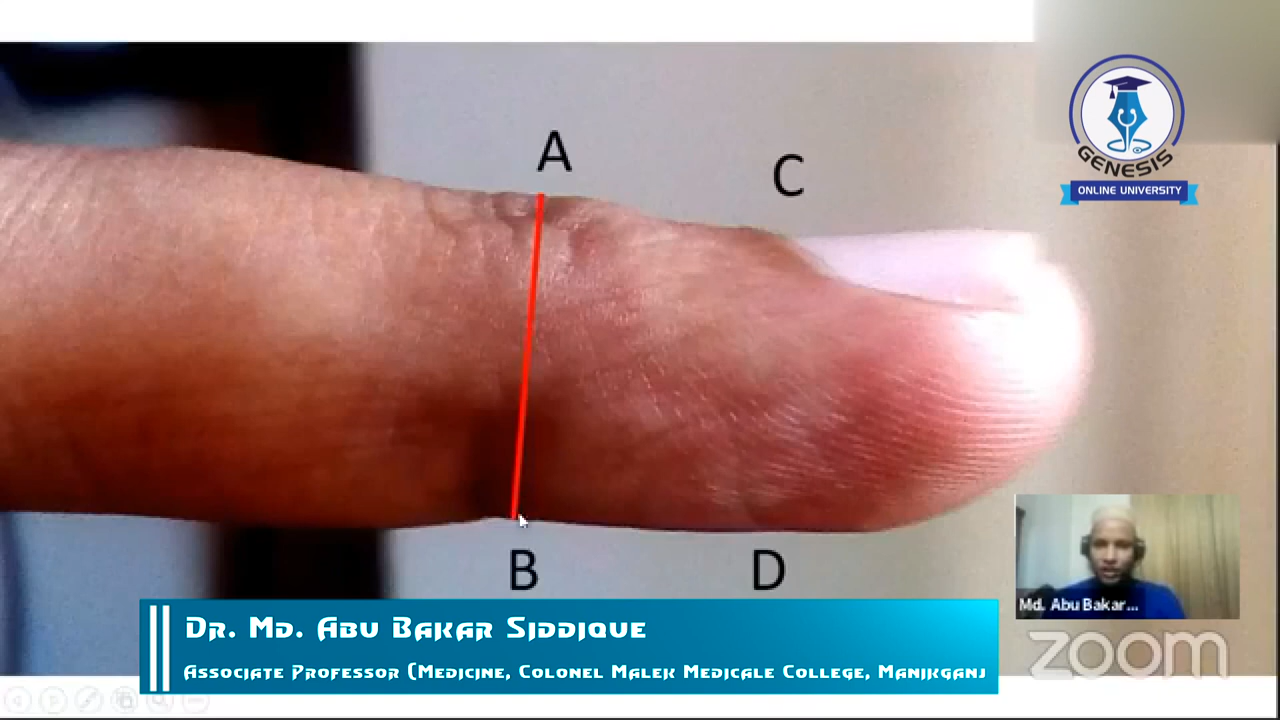 A
C
GENESIS
ONLINE UNIVERSITY
B
D
Md. Abu Bakar...
Dr. Md. Abu Bakar Siddique
Associate Professor (Medicine, Colonel Malek Medicale College, Manikganj
zoom